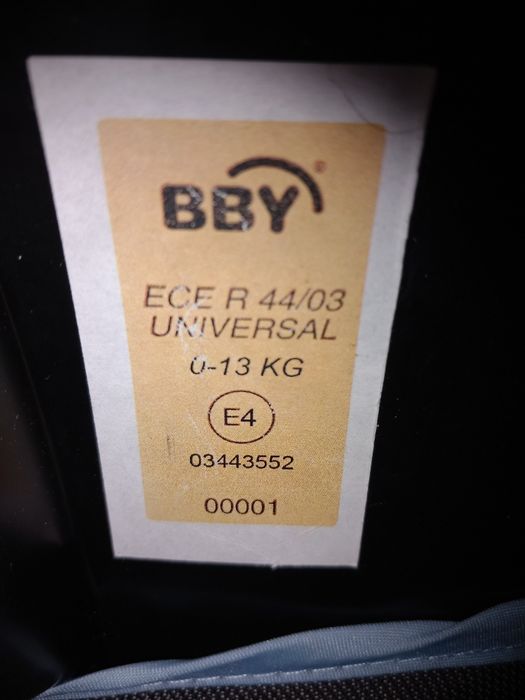 BBY®
ECE R 44/03
UNIVERSAL
0-13 KG
E4
03443552
00001